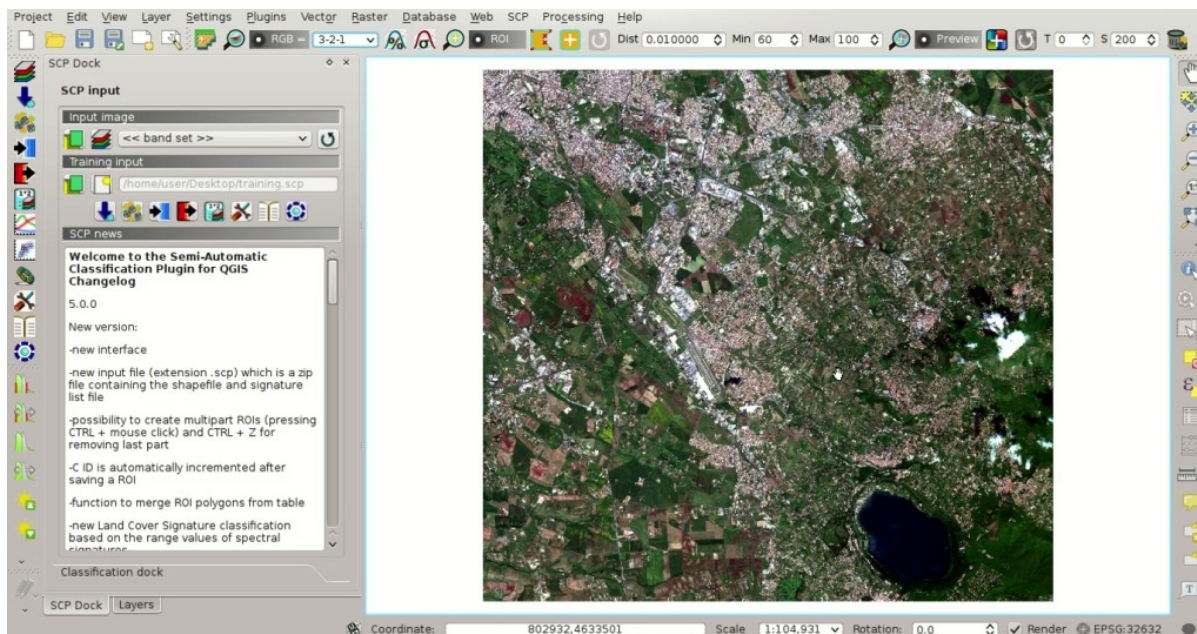 Project Edit View Layer Settings Plugins Vector Raster Database Web SCP Processing Help
RGB = 3-2-1 ROI Dist 0.010000 Min 60 Max 100 Preview T 0 S 200
SCP Dock
SCP input
Input image
<< band set >>
Training input
/home/user/Desktop/training.scp
SCP news
Welcome to the Semi-Automatic
Classification Plugin for QGIS
Changelog
5.0.0
New version:
-new interface
-new input file (extension .scp) which is a zip
file containing the shapefile and signature
list file
-possibility to create multipart ROIs (pressing
CTRL + mouse click) and CTRL + Z for
removing last part
-C ID is automatically incremented after
saving a ROI
-function to merge ROI polygons from table
-new Land Cover Signature classification
based on the range values of spectral
signatures
Classification dock
SCP Dock Layers
Coordinate: 802932,4633501 Scale 1:104,931 Rotation: 0.0 Render EPSG:32632